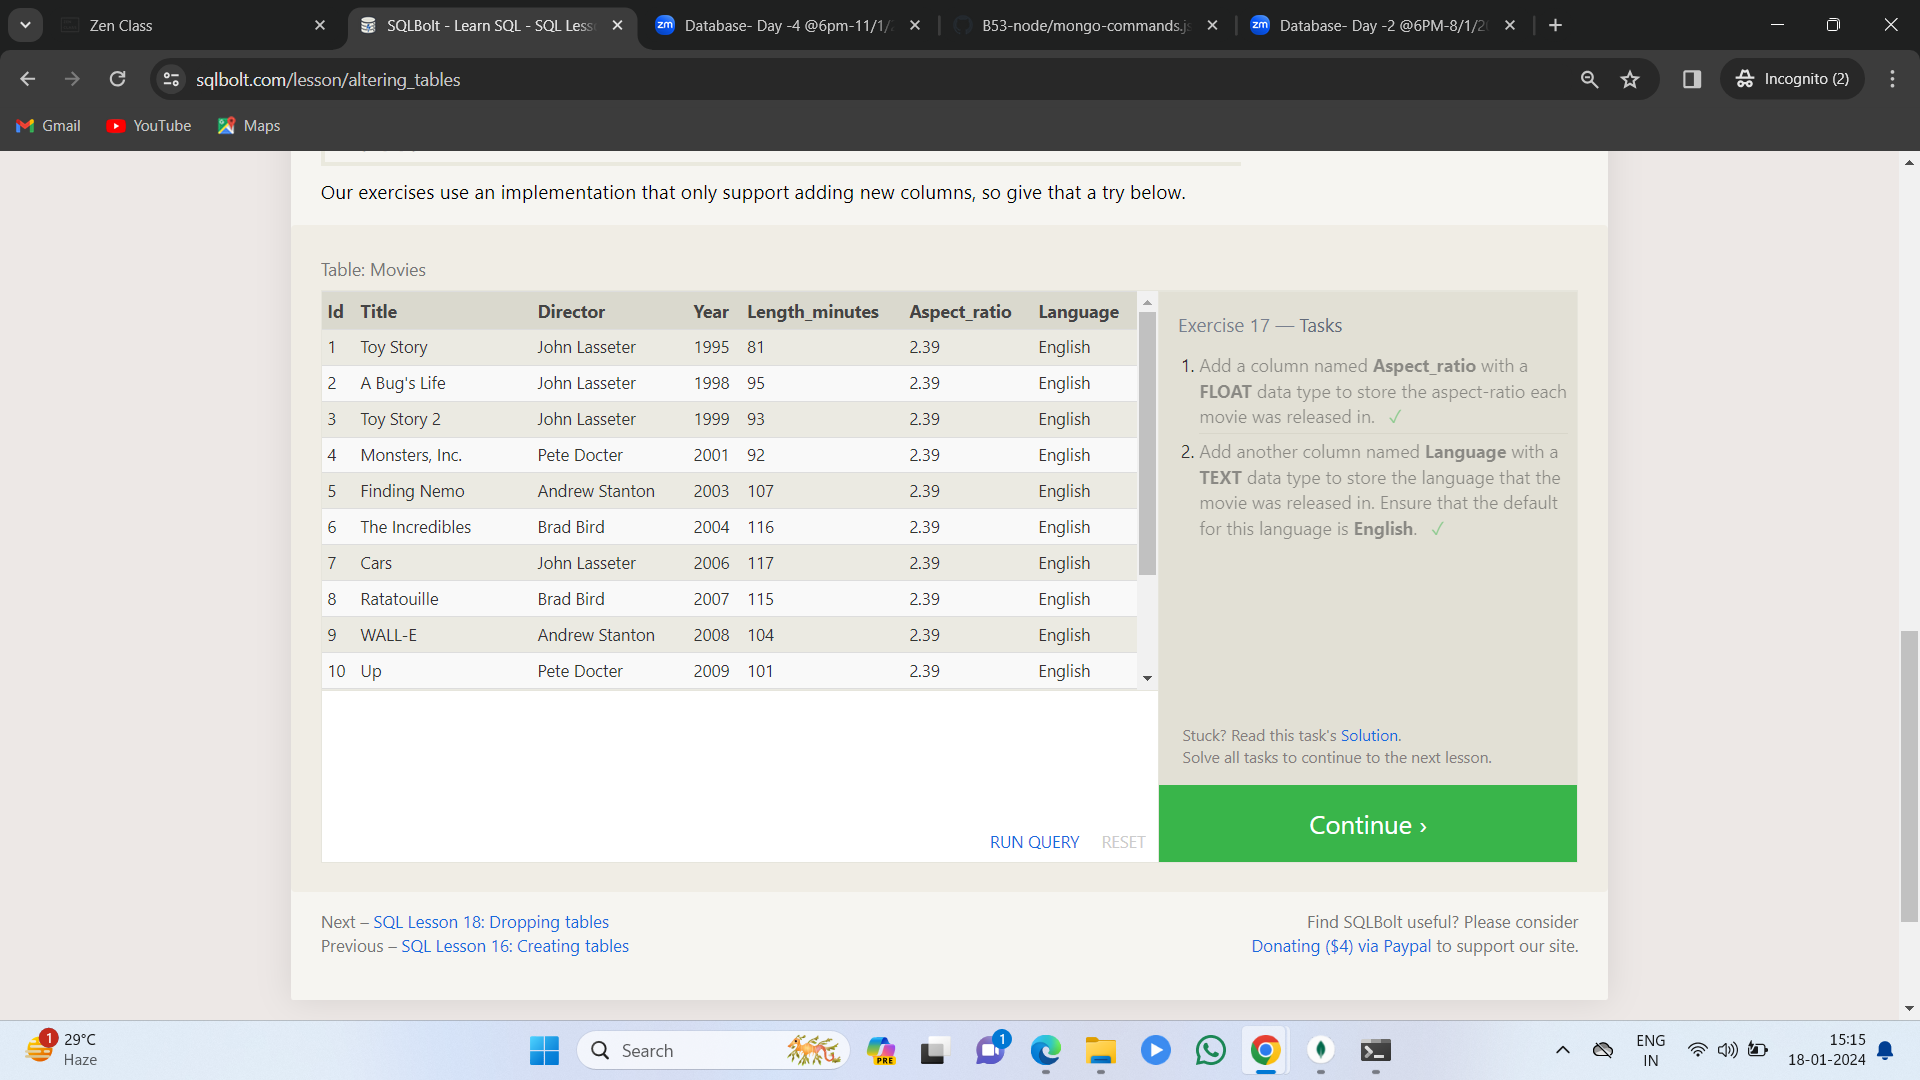 Zen Class
SQLBolt - Learn SQL - SQL Less
Database- Day -4 @6pm-11/1/
B53-node/mongo-commands.js
Database- Day -2 @6PM-8/1/2
sqlbolt.com/lesson/altering_tables
Incognito (2)
Gmail
YouTube
Maps
Our exercises use an implementation that only support adding new columns, so give that a try below.
Table: Movies
Id Title Director Year Length_minutes Aspect_ratio Language
1 Toy Story John Lasseter 1995 81 2.39 English
2 A Bug's Life John Lasseter 1998 95 2.39 English
3 Toy Story 2 John Lasseter 1999 93 2.39 English
4 Monsters, Inc. Pete Docter 2001 92 2.39 English
5 Finding Nemo Andrew Stanton 2003 107 2.39 English
6 The Incredibles Brad Bird 2004 116 2.39 English
7 Cars John Lasseter 2006 117 2.39 English
8 Ratatouille Brad Bird 2007 115 2.39 English
9 WALL-E Andrew Stanton 2008 104 2.39 English
10 Up Pete Docter 2009 101 2.39 English
RUN QUERY RESET
Exercise 17 — Tasks
1. Add a column named Aspect_ratio with a
FLOAT data type to store the aspect-ratio each
movie was released in. ✓
2. Add another column named Language with a
TEXT data type to store the language that the
movie was released in. Ensure that the default
for this language is English. ✓
Stuck? Read this task's Solution.
Solve all tasks to continue to the next lesson.
Continue ›
Next – SQL Lesson 18: Dropping tables
Previous – SQL Lesson 16: Creating tables
Find SQLBolt useful? Please consider
Donating ($4) via Paypal to support our site.
1
29°C
Haze
Search
PRE
1
ENG
IN
15:15
18-01-2024